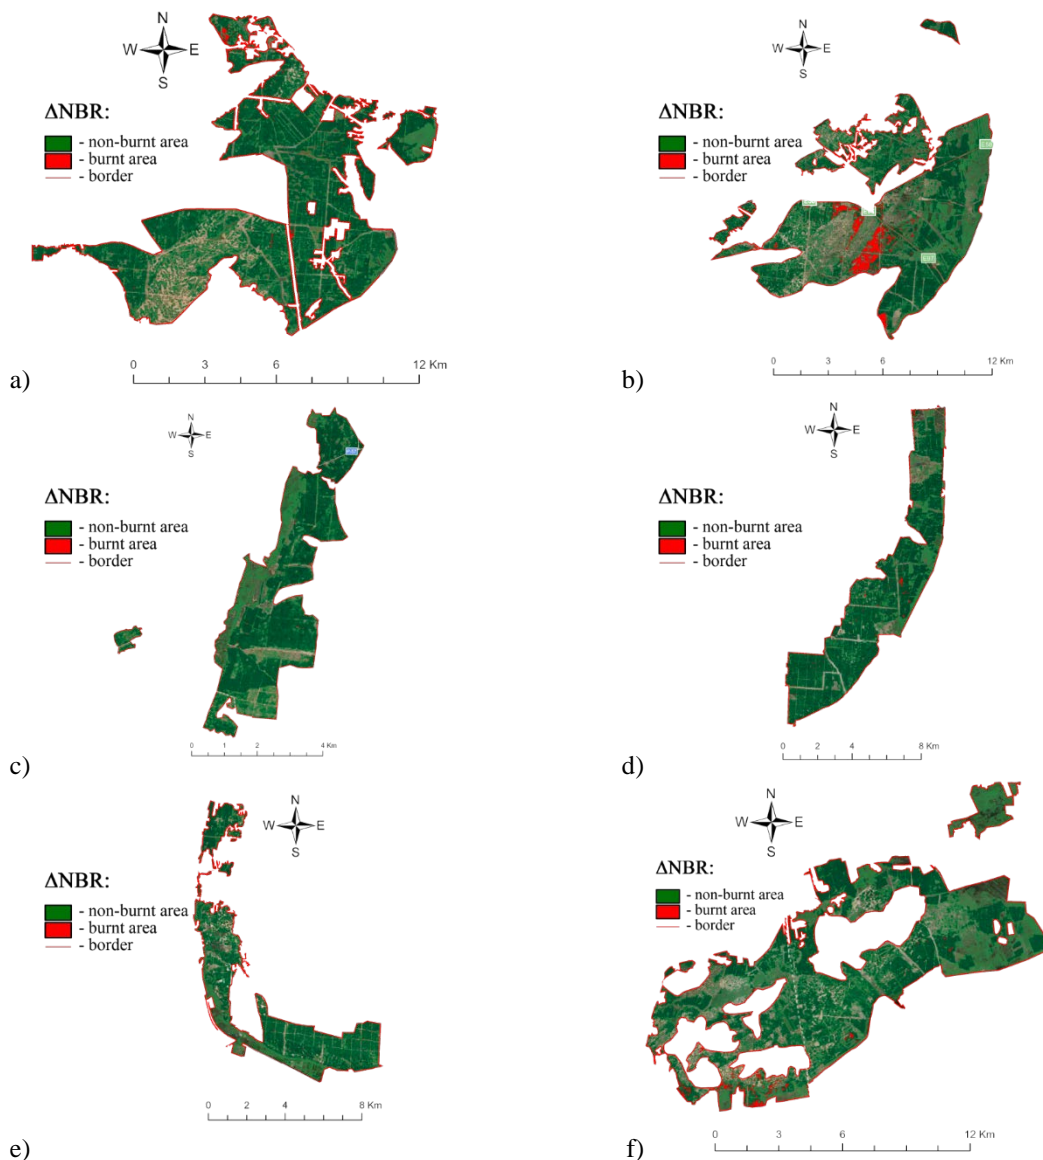 N
W E
S
ΔNBR:
- non-burnt area
- burnt area
- border
0 3 6 12 Km
a)
N
W E
S
ΔNBR:
- non-burnt area
- burnt area
- border
0 3 6 12 Km
b)
N
W E
S
ΔNBR:
- non-burnt area
- burnt area
- border
0 1 2 4 Km
c)
N
W E
S
ΔNBR:
- non-burnt area
- burnt area
- border
0 2 4 8 Km
d)
N
W E
S
ΔNBR:
- non-burnt area
- burnt area
- border
0 2 4 8 Km
e)
N
W E
S
ΔNBR:
- non-burnt area
- burnt area
- border
0 3 6 12 Km
f)